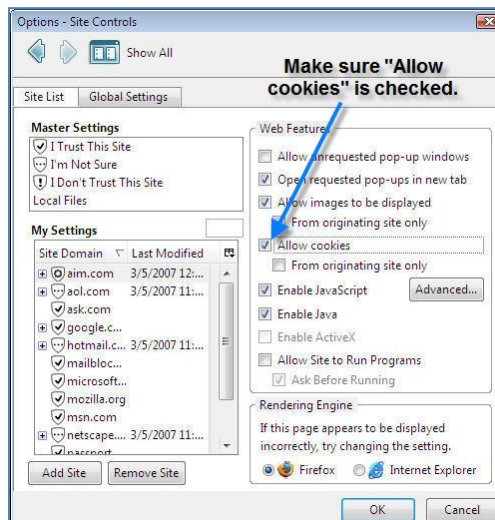 Options - Site Controls
Show All
Make sure "Allow
cookies" is checked.
Site List
Global Settings
Master Settings
I Trust This Site
I'm Not Sure
I Don't Trust This Site
Local Files
My Settings
Site Domain Last Modified
aim.com 3/5/2007 12:...
aol.com 3/5/2007 11:...
ask.com
google.c...
hotmail.c... 3/5/2007 11:...
mailbloc...
microsoft...
mozilla.org
msn.com
netscape.... 3/5/2007 11:...
passport
Add Site
Remove Site
Web Features
Allow unrequested pop-up windows
Open requested pop-ups in new tab
Allow images to be displayed
From originating site only
Allow cookies
From originating site only
Enable JavaScript
Advanced...
Enable Java
Enable ActiveX
Allow Site to Run Programs
Ask Before Running
Rendering Engine
If this page appears to be displayed
incorrectly, try changing the setting.
Firefox
Internet Explorer
OK
Cancel